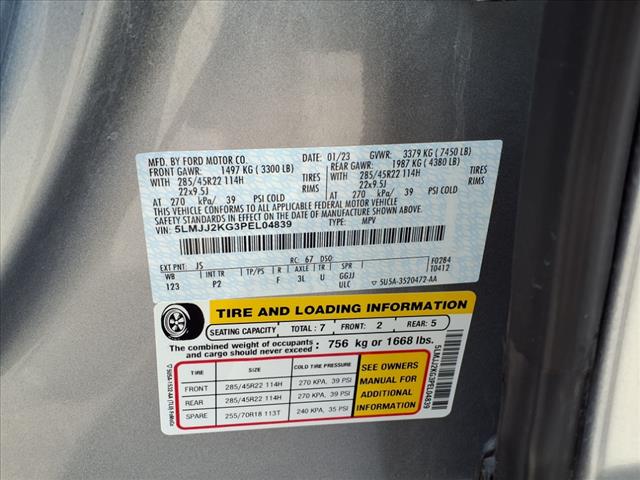 MFD. BY FORD MOTOR CO.
DATE: 01/23 GVWR: 3379 KG (7450 LB)
FRONT GAWR: 1497 KG (3300 LB) REAR GAWR: 1987 KG (4380 LB)
WITH 285/45R22 114H TIRES WITH 285/45R22 114H TIRES
22x9.5J RIMS 22x9.5J RIMS
AT 270 kPa/ 39 PSI COLD AT 270 kPa/ 39 PSI COLD
THIS VEHICLE CONFORMS TO ALL APPLICABLE FEDERAL MOTOR VEHICLE
SAFETY STANDARDS IN EFFECT ON THE DATE OF MANUFACTURE SHOWN ABOVE.
VIN: 5LMJJ2KG3PEL04839 TYPE: MPV
EXT PNT: JS RC: 67 DSO: F0284
WB INT TR TP/PS R AXLE TR SPR T0412
123 P2 F 3L U GGJJ
ULC 5U5A-3520472-AA
TIRE AND LOADING INFORMATION
SEATING CAPACITY TOTAL: 7 FRONT: 2 REAR: 5
The combined weight of occupants and cargo should never exceed: 756 kg or 1668 lbs.
TIRE SIZE COLD TIRE PRESSURE
FRONT 285/45R22 114H 270 KPA, 39 PSI
REAR 285/45R22 114H 270 KPA, 39 PSI
SPARE 255/70R18 113T 240 KPA, 35 PSI
SEE OWNERS
MANUAL FOR
ADDITIONAL
INFORMATION
5LMJJ2KG3PEL04839